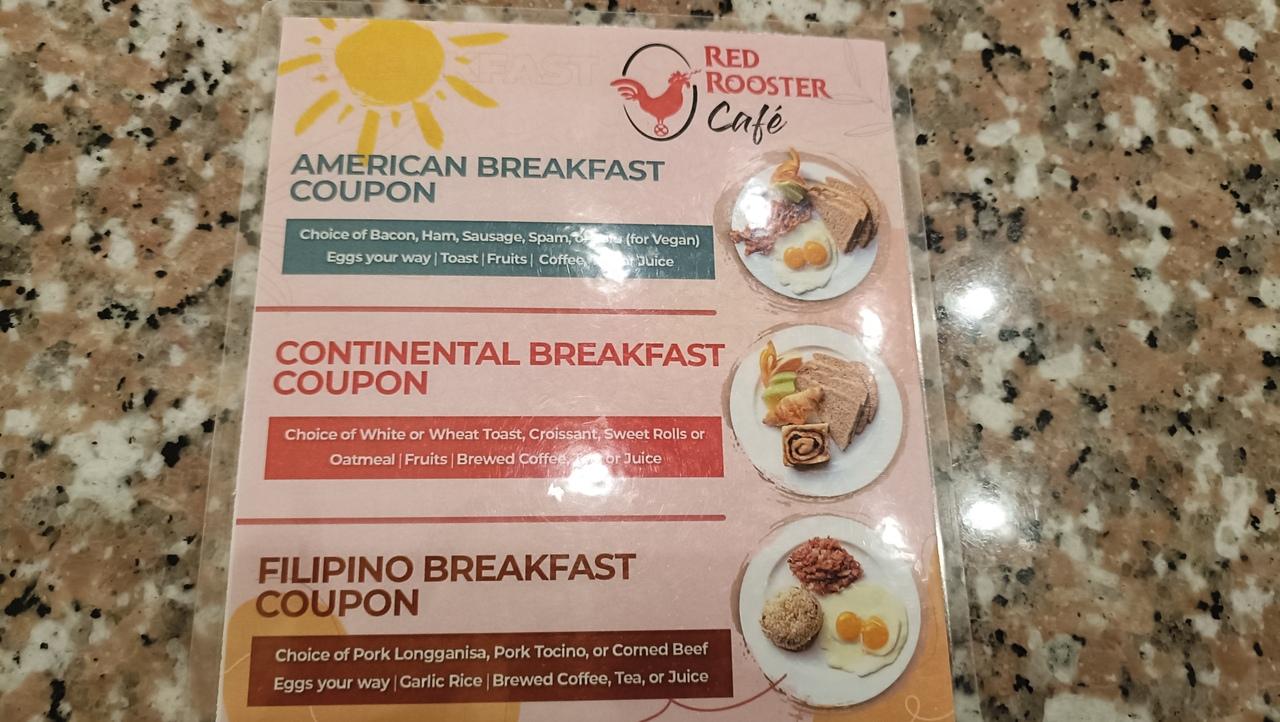 RED
ROOSTER
Café
AMERICAN BREAKFAST
COUPON
Choice of Bacon, Ham, Sausage, Spam, or (for Vegan)
Eggs your way | Toast | Fruits | Coffee, or Juice
CONTINENTAL BREAKFAST
COUPON
Choice of White or Wheat Toast, Croissant, Sweet Rolls or
Oatmeal | Fruits | Brewed Coffee, or Juice
FILIPINO BREAKFAST
COUPON
Choice of Pork Longganisa, Pork Tocino, or Corned Beef
Eggs your way | Garlic Rice | Brewed Coffee, Tea, or Juice